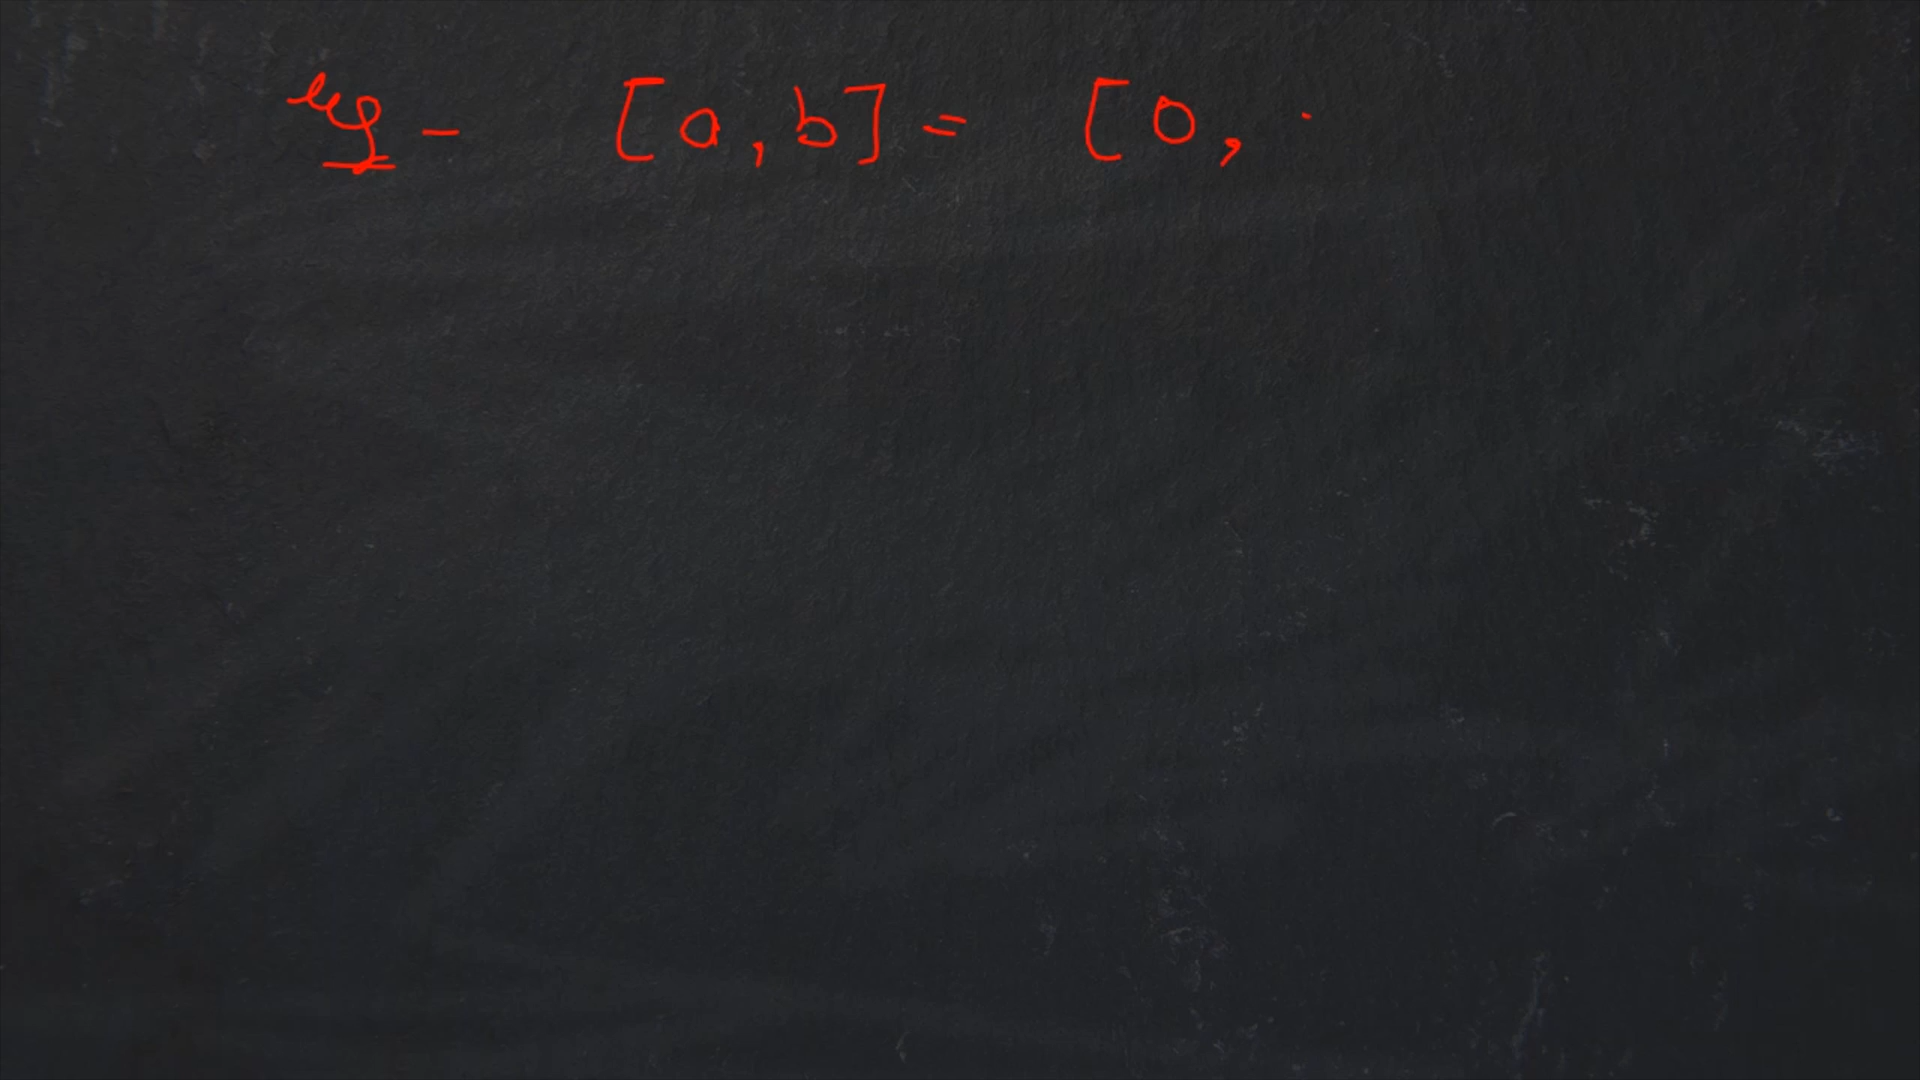 eg - [a, b] = [0,